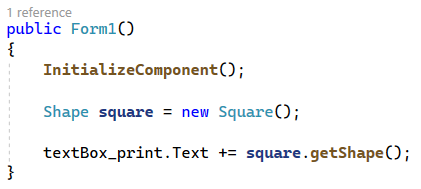 1 reference
public Form1()
{
InitializeComponent();
Shape square = new Square();
textBox_print.Text += square.getShape();
}